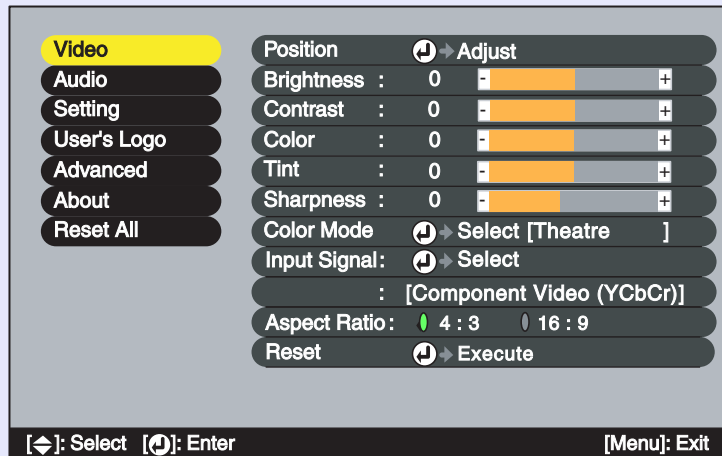 Video
Audio
Setting
User's Logo
Advanced
About
Reset All
Position Adjust
Brightness : 0 - +
Contrast : 0 - +
Color : 0 - +
Tint : 0 - +
Sharpness : 0 - +
Color Mode Select [Theatre ]
Input Signal: Select
: [Component Video (YCbCr)]
Aspect Ratio: 4 : 3 16 : 9
Reset Execute
[ ]: Select [ ]: Enter [Menu]: Exit